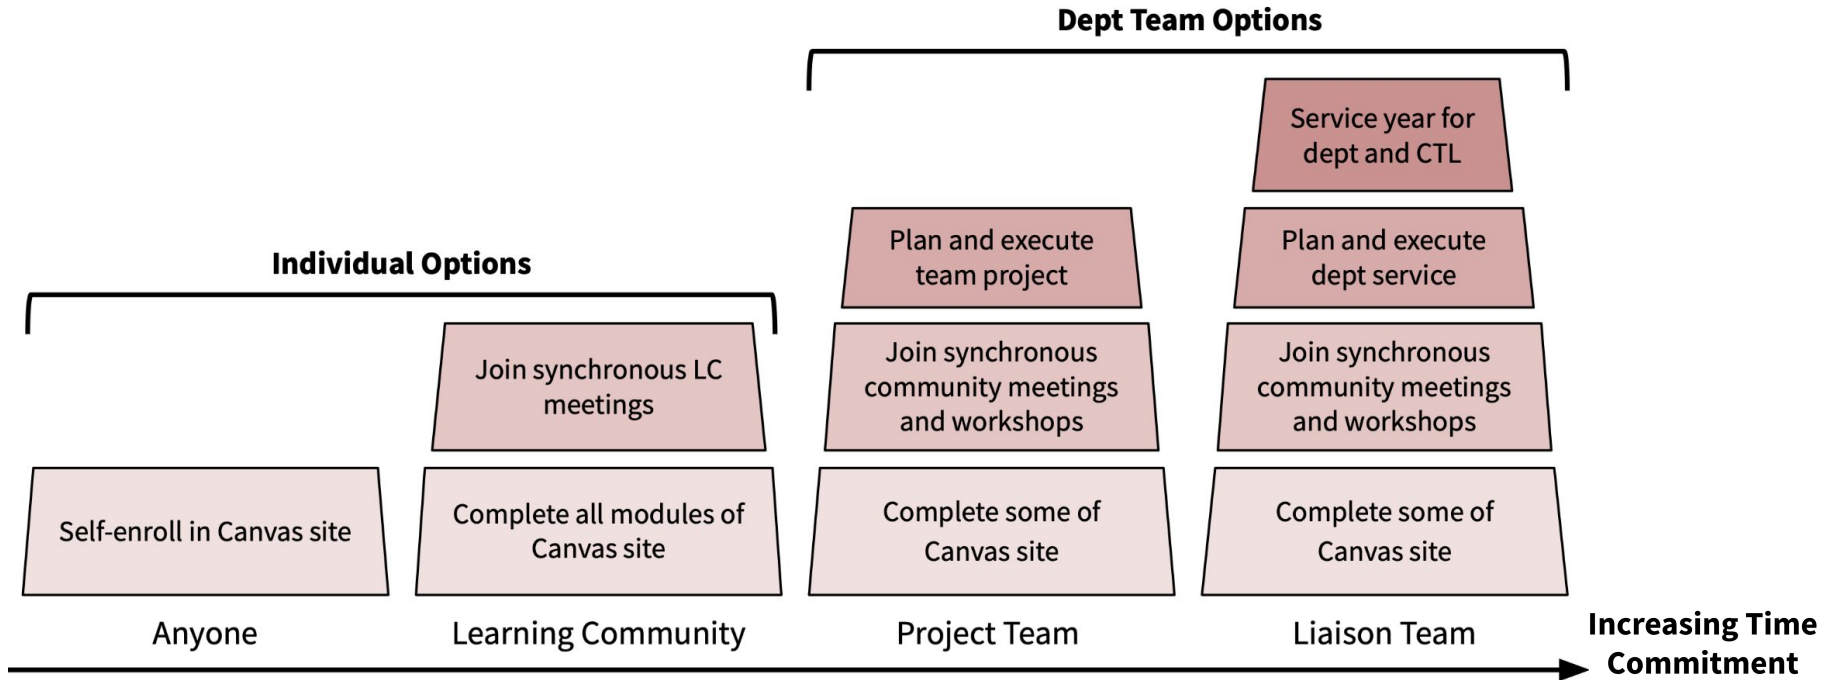 Dept Team Options
Service year for
dept and CTL
Plan and execute
team project
Plan and execute
dept service
Individual Options
Join synchronous LC
meetings
Join synchronous
community meetings
and workshops
Join synchronous
community meetings
and workshops
Self-enroll in Canvas site
Complete all modules of
Canvas site
Complete some of
Canvas site
Complete some of
Canvas site
Anyone
Learning Community
Project Team
Liaison Team
Increasing Time
Commitment